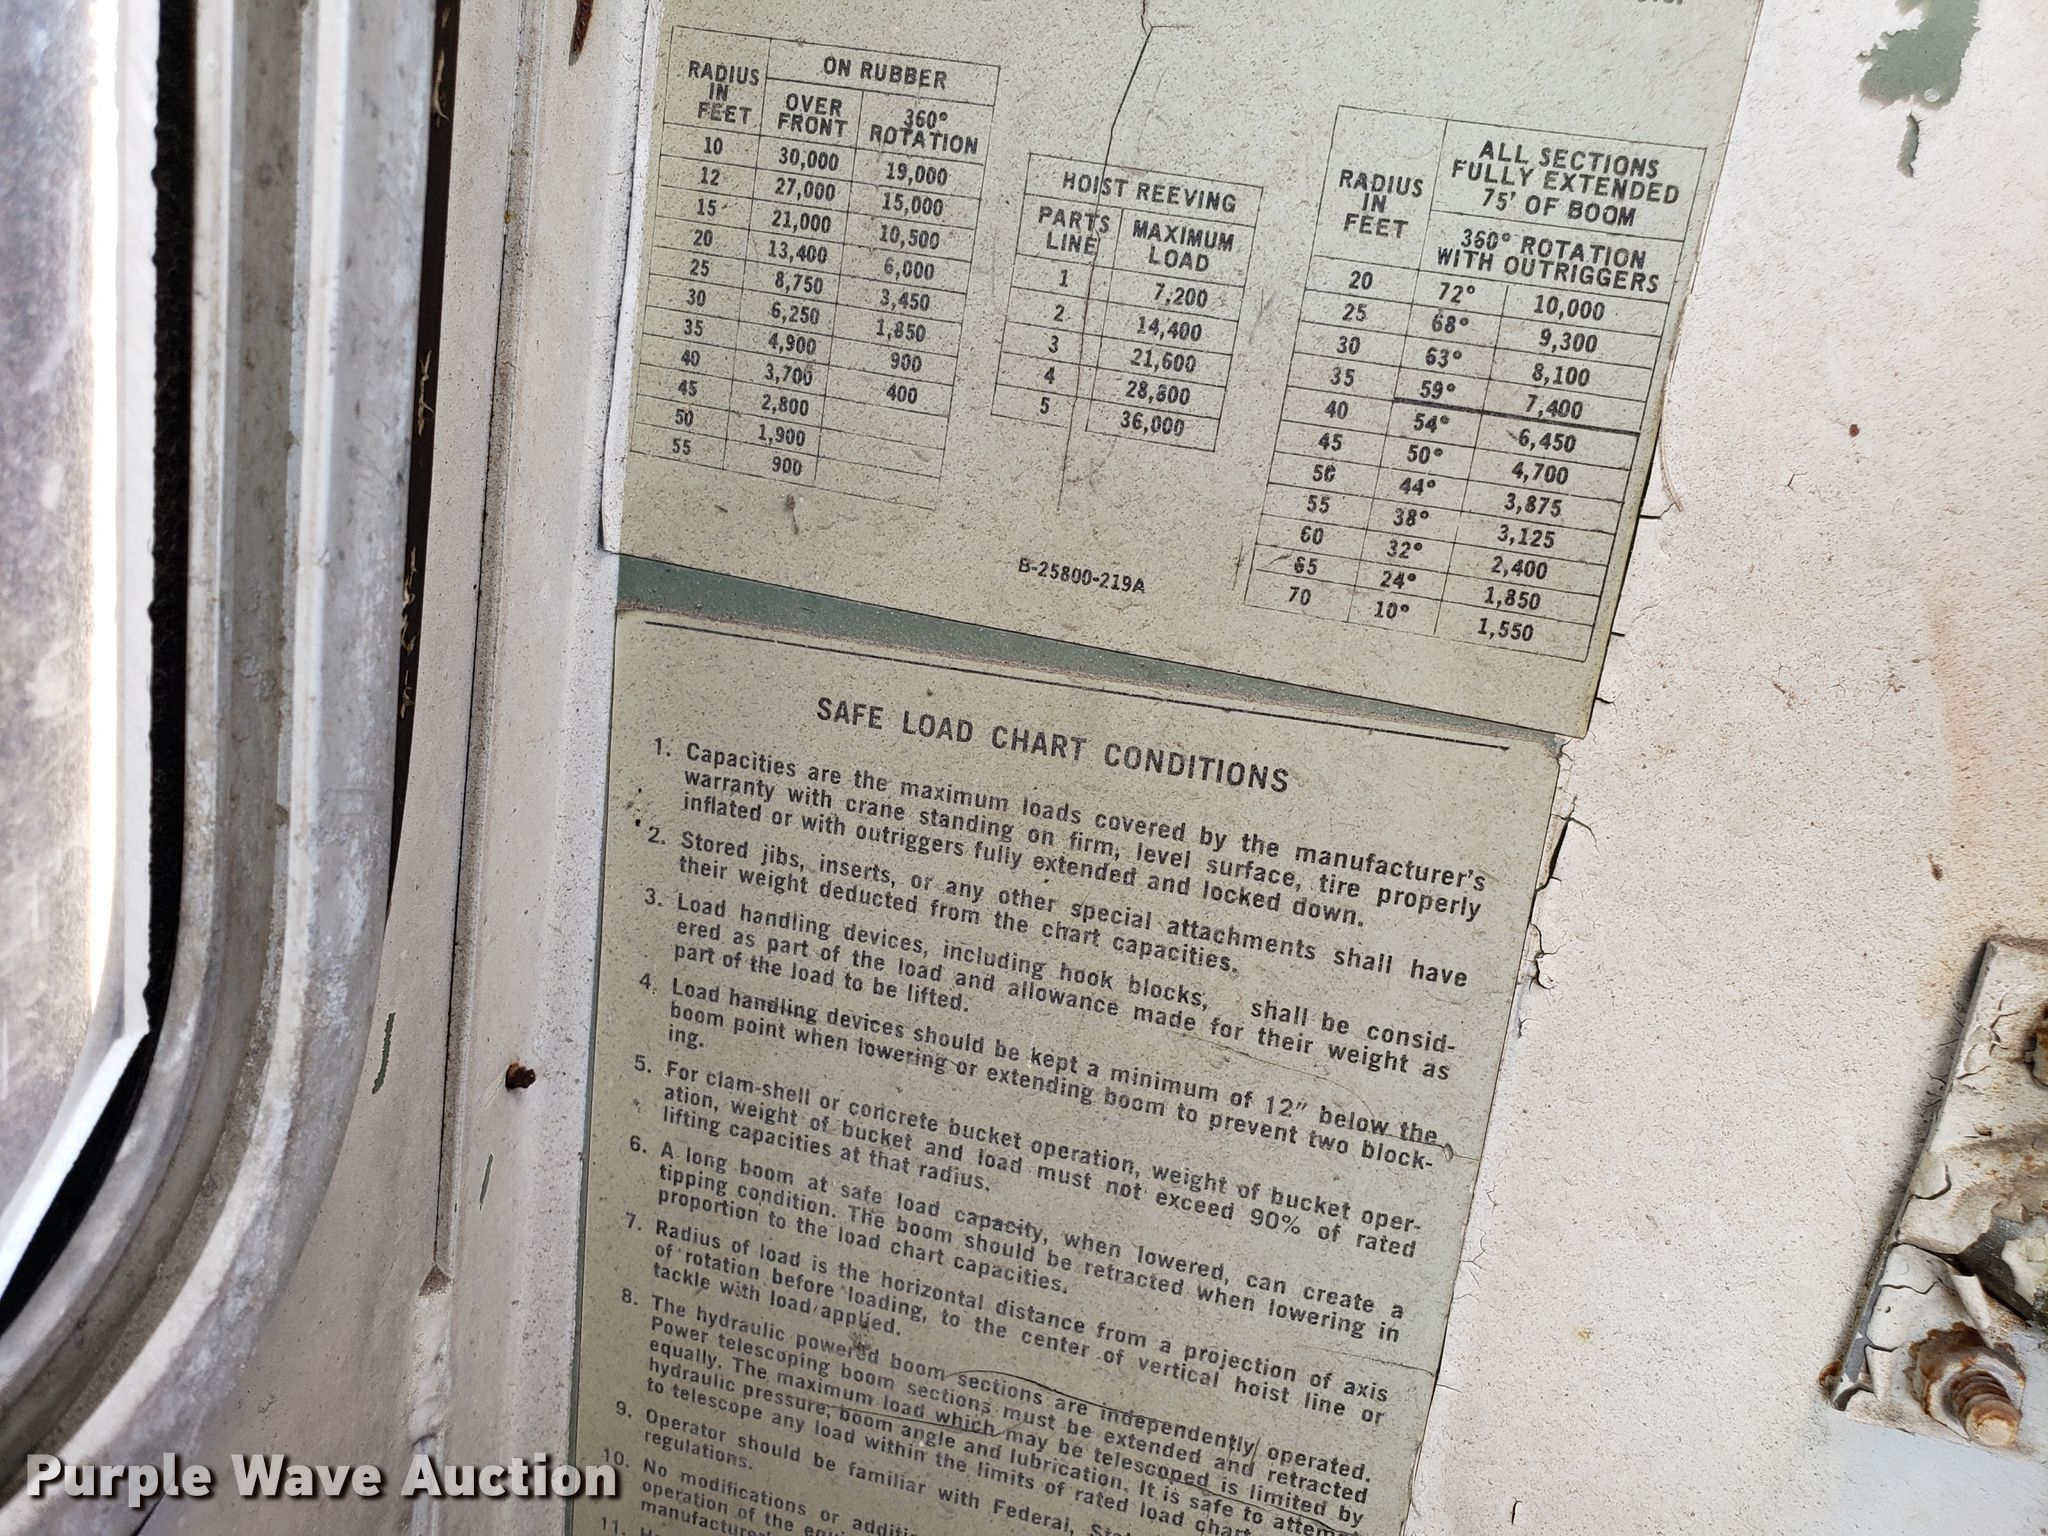 ON RUBBER
RADIUS IN FEET OVER FRONT 360° ROTATION
10 30,000 19,000
12 27,000 15,000
15 21,000 10,500
20 13,400 6,000
25 8,750 3,450
30 6,250 1,850
35 4,900 900
40 3,700 400
45 2,800
50 1,900
55 900
HOIST REEVING
PARTS LINE MAXIMUM LOAD
1 7,200
2 14,400
3 21,600
4 28,800
5 36,000
RADIUS IN FEET
ALL SECTIONS
FULLY EXTENDED
75' OF BOOM
360° ROTATION
WITH OUTRIGGERS
20 72° 10,000
25 68° 9,300
30 63° 8,100
35 59° 7,400
40 54° 6,450
45 50° 4,700
50 44° 3,875
55 38° 3,125
60 32° 2,400
65 24° 1,850
70 10° 1,550
B-25800-219A
SAFE LOAD CHART CONDITIONS
1. Capacities are the maximum loads covered by the manufacturer's
warranty with crane standing on firm, level surface, tire properly
inflated or with outriggers fully extended and locked down.
2. Stored jibs, inserts, or any other special attachments shall have
their weight deducted from the chart capacities.
3. Load handling devices, including hook blocks, shall be consid-
ered as part of the load and allowance made for their weight as
part of the load to be lifted.
4. Load handling devices should be kept a minimum of 12" below the
boom point when lowering or extending boom to prevent two block-
ing.
5. For clam-shell or concrete bucket operation, weight of bucket oper-
ation, weight of bucket and load must not exceed 90% of rated
lifting capacities at that radius.
6. A long boom at safe load capacity, when lowered, can create a
tipping condition. The boom should be retracted when lowering in
proportion to the load chart capacities.
7. Radius of load is the horizontal distance from a projection of axis
of rotation before loading, to the center of vertical hoist line or
tackle with load applied.
8. The hydraulic powered boom sections are independently operated.
Power telescoping boom sections must be extended and retracted
equally. The maximum load which may be telescoped is limited by
hydraulic pressure, boom angle and lubrication. It is safe to attempt
to telescope any load within the limits of rated load chart
9. Operator should be familiar with Federal,
regulations.
10. No modifications or
operation of the
11.
Purple Wave Auction